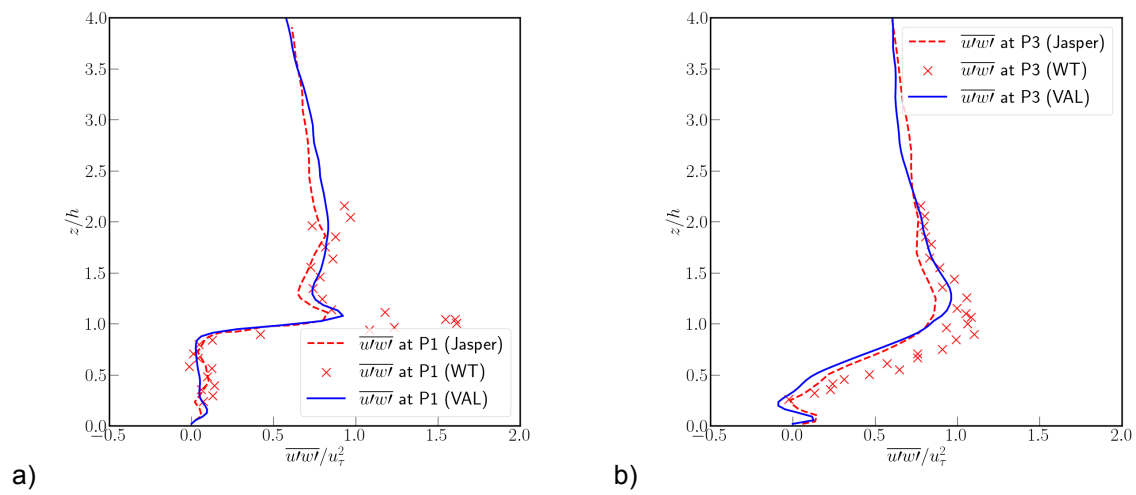 4.0
3.5
3.0
2.5
2.0
1.5
1.0
0.5
0.0
z/h
−0.5 0.0 0.5 1.0 1.5 2.0
u′w′/u_τ^2
u′w′ at P1 (Jasper)
u′w′ at P1 (WT)
u′w′ at P1 (VAL)
a)
4.0
3.5
3.0
2.5
2.0
1.5
1.0
0.5
0.0
z/h
−0.5 0.0 0.5 1.0 1.5 2.0
u′w′/u_τ^2
u′w′ at P3 (Jasper)
u′w′ at P3 (WT)
u′w′ at P3 (VAL)
b)